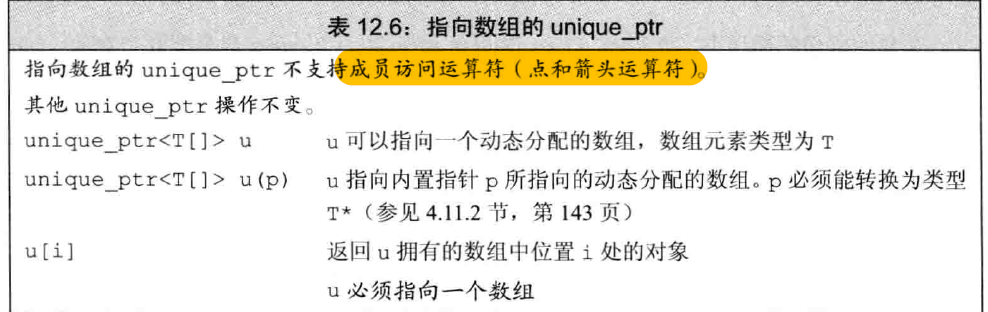 表 12.6：指向数组的 unique_ptr
指向数组的 unique_ptr 不支持成员访问运算符（点和箭头运算符）。
其他 unique_ptr 操作不变。
unique_ptr<T[]> u u 可以指向一个动态分配的数组，数组元素类型为 T
unique_ptr<T[]> u(p) u 指向内置指针 p 所指向的动态分配的数组。p 必须能转换为类型
T*（参见 4.11.2 节，第 143 页）
u[i] 返回 u 拥有的数组中位置 i 处的对象
u 必须指向一个数组